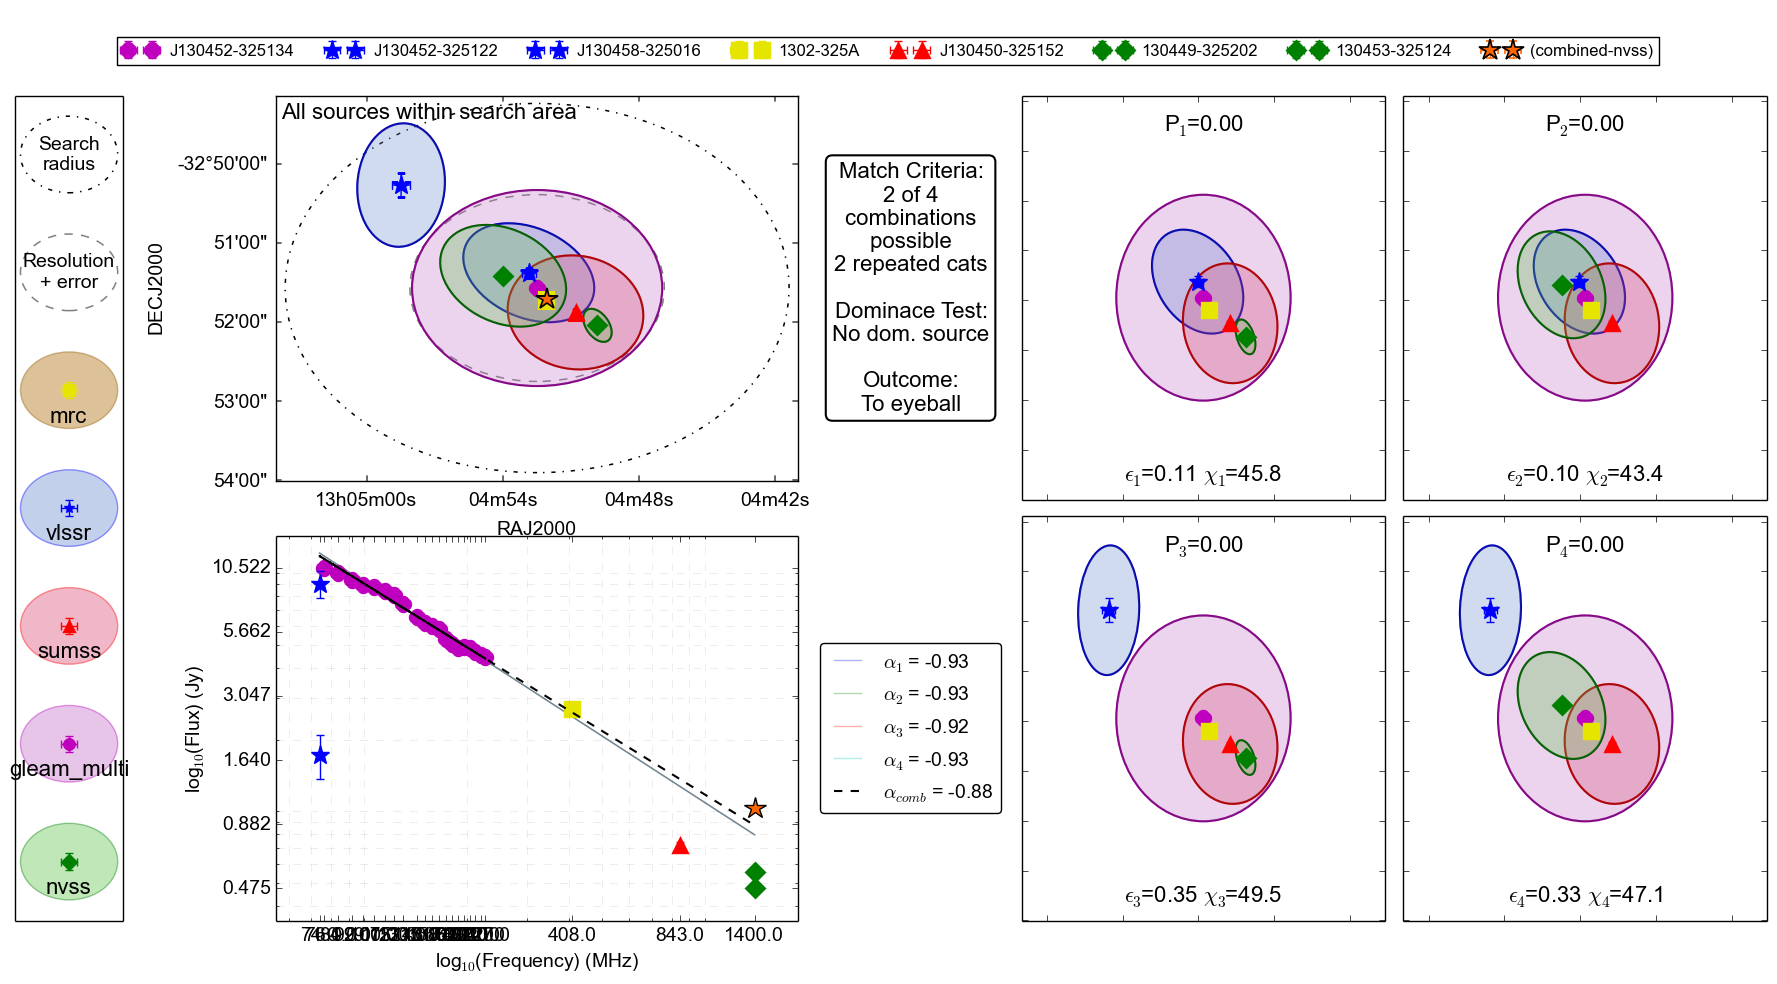 J130452-325134 J130452-325122 J130458-325016 1302-325A J130450-325152 130449-325202 130453-325124 (combined-nvss)
Search
radius
Resolution
+ error
mrc
vlssr
sumss
gleam_multi
nvss
All sources within search area
DECJ2000
-32°50'00"
51'00"
52'00"
53'00"
54'00"
13h05m00s 04m54s 04m48s 04m42s
RAJ2000
Match Criteria:
2 of 4
combinations
possible
2 repeated cats
Dominace Test:
No dom. source
Outcome:
To eyeball
log10(Flux) (Jy)
10.522
5.662
3.047
1.640
0.882
0.475
408.0 843.0 1400.0
log10(Frequency) (MHz)
α1 = -0.93
α2 = -0.93
α3 = -0.92
α4 = -0.93
αcomb = -0.88
P1=0.00
ϵ1=0.11 χ1=45.8
P2=0.00
ϵ2=0.10 χ2=43.4
P3=0.00
ϵ3=0.35 χ3=49.5
P4=0.00
ϵ4=0.33 χ4=47.1